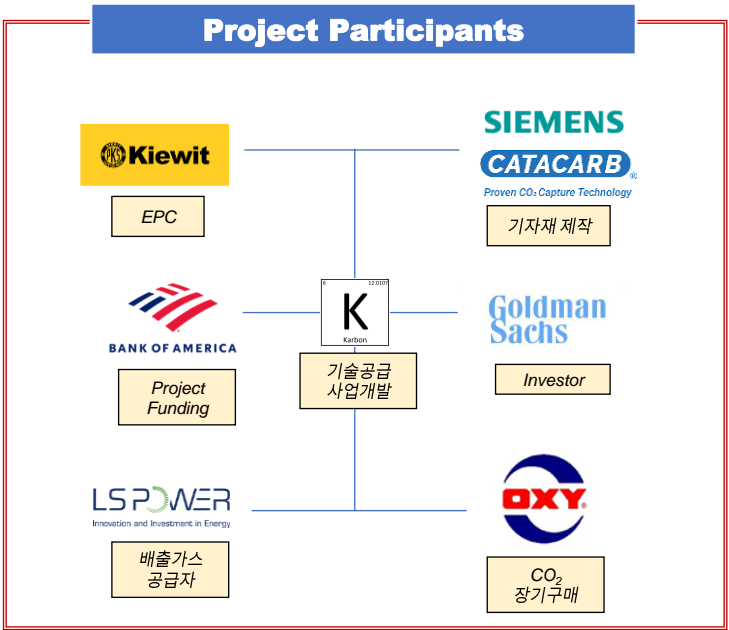 Project Participants
PKS Kiewit
EPC
SIEMENS
CATACARB®
Proven CO₂ Capture Technology
기자재 제작
BANK OF AMERICA
Project
Funding
6 12.0107
K
Karbon
기술공급
사업개발
Goldman
Sachs
Investor
LS POWER
Innovation and Investment in Energy
배출가스
공급자
OXY®
CO₂
장기구매